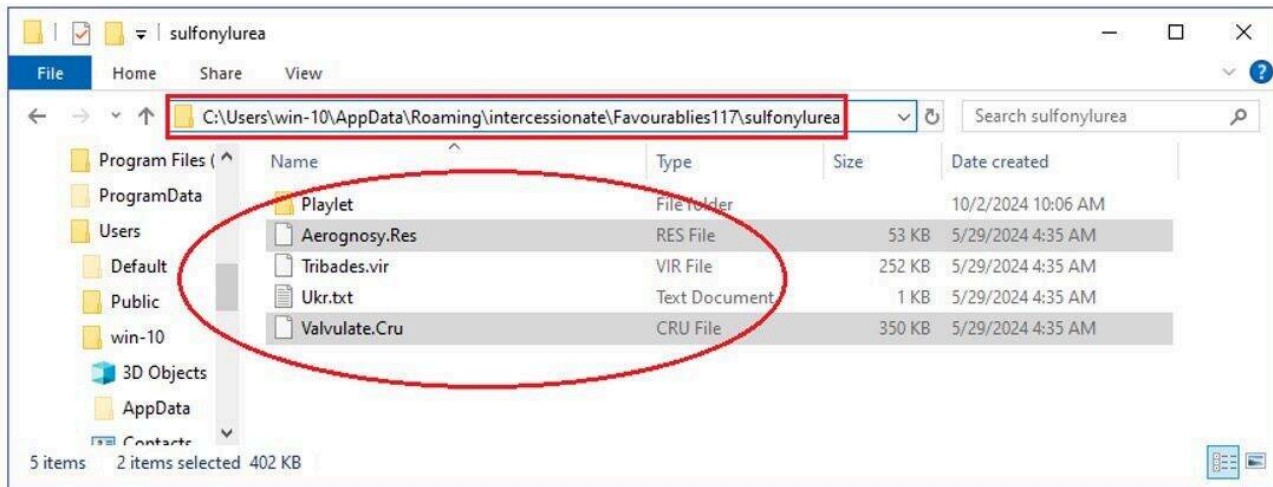 sulfonylurea
File Home Share View
C:\Users\win-10\AppData\Roaming\intercessionate\Favourablies117\sulfonylurea Search sulfonylurea
Program Files ( Name Type Size Date created
ProgramData Playlet File folder 10/2/2024 10:06 AM
Users Aerognosy.Res RES File 53 KB 5/29/2024 4:35 AM
Default Tribades.vir VIR File 252 KB 5/29/2024 4:35 AM
Public Ukr.txt Text Document 1 KB 5/29/2024 4:35 AM
win-10 Valvulate.Cru CRU File 350 KB 5/29/2024 4:35 AM
3D Objects
AppData
Contacts
5 items 2 items selected 402 KB